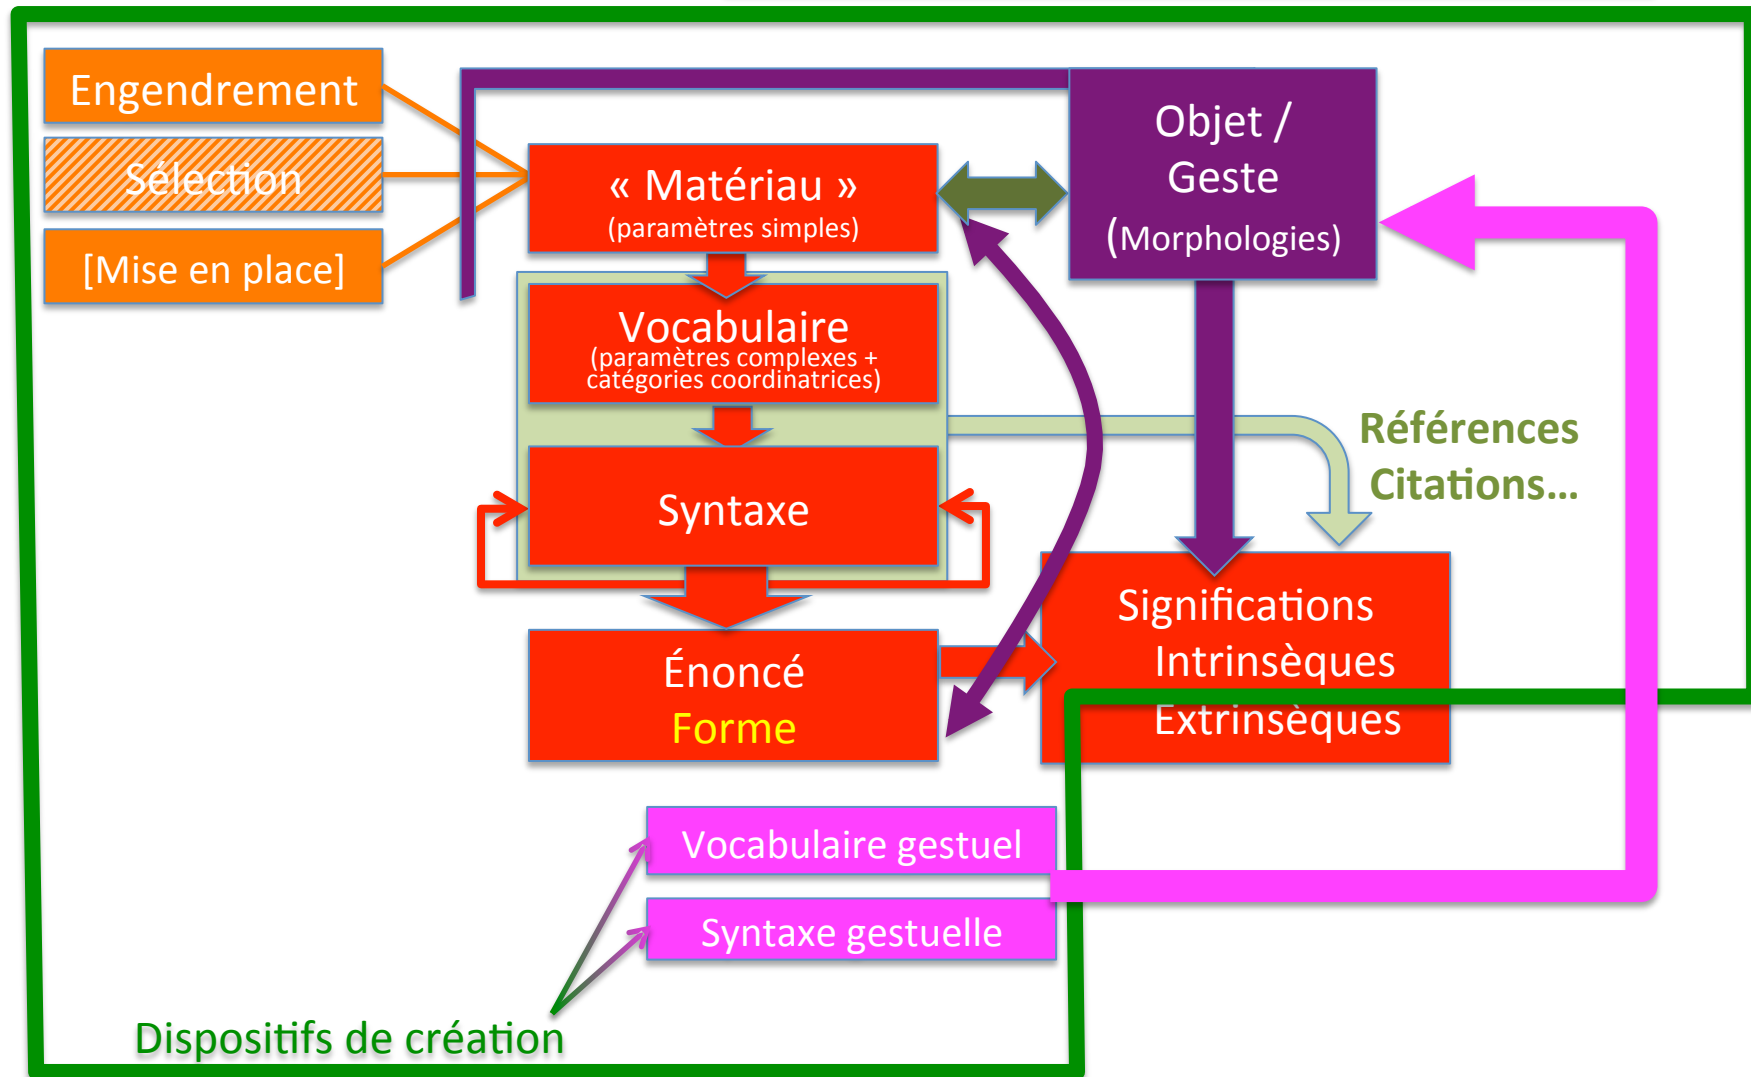 Engendrement
Sélection
[Mise en place]
« Matériau »
(paramètres simples)
Objet /
Geste
(Morphologies)
Vocabulaire
(paramètres complexes +
catégories coordinatrices)
Syntaxe
Références
Citations...
Énoncé
Forme
Significations
Intrinsèques
Extrinsèques
Vocabulaire gestuel
Syntaxe gestuelle
Dispositifs de création